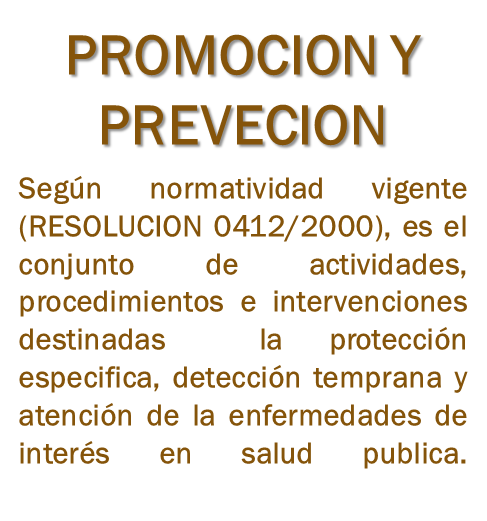 PROMOCION Y
PREVECION
Según normatividad vigente
(RESOLUCION 0412/2000), es el
conjunto de actividades,
procedimientos e intervenciones
destinadas la protección
especifica, detección temprana y
atención de la enfermedades de
interés en salud publica.